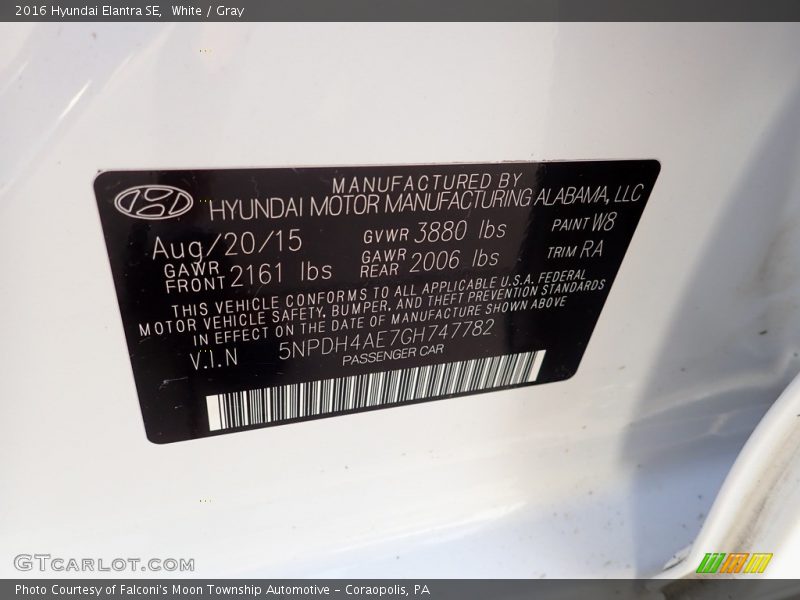 2016 Hyundai Elantra SE, White / Gray
MANUFACTURED BY
HYUNDAI MOTOR MANUFACTURING ALABAMA, LLC
Aug/20/15 GVWR 3880 lbs PAINT W8
GAWR FRONT 2161 lbs GAWR REAR 2006 lbs TRIM RA
THIS VEHICLE CONFORMS TO ALL APPLICABLE U.S.A. FEDERAL
MOTOR VEHICLE SAFETY, BUMPER, AND THEFT PREVENTION STANDARDS
IN EFFECT ON THE DATE OF MANUFACTURE SHOWN ABOVE
V.I.N 5NPDH4AE7GH747782
PASSENGER CAR
GTCARLOT.COM
Photo Courtesy of Falconi's Moon Township Automotive - Coraopolis, PA